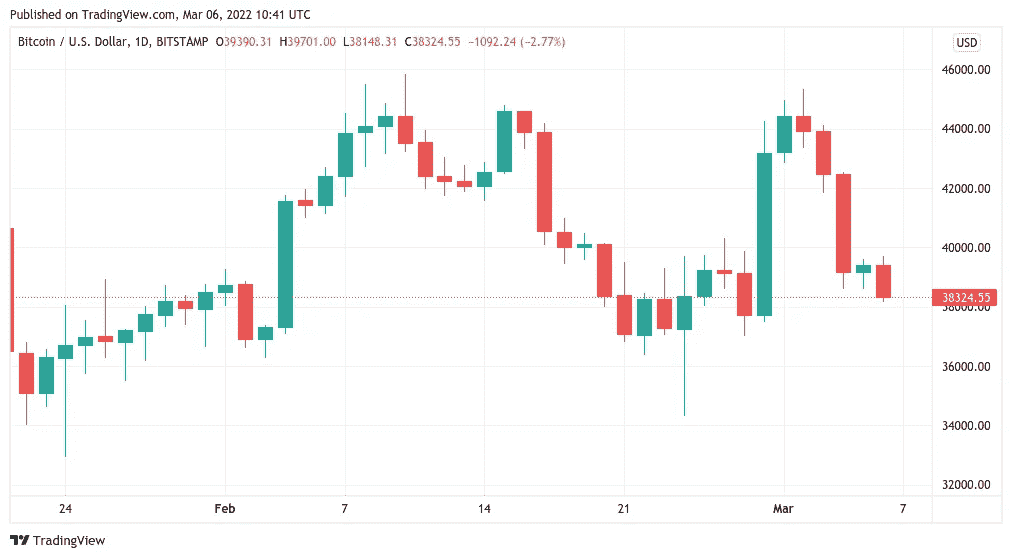 Published on TradingView.com, Mar 06, 2022 10:41 UTC
Bitcoin / U.S. Dollar, 1D, BITSTAMP O39390.31 H39701.00 L38148.31 C38324.55 −1092.24 (−2.77%)
USD
46000.00
44000.00
42000.00
40000.00
38324.55
38000.00
36000.00
34000.00
32000.00
24 Feb 7 14 21 Mar 7
TradingView